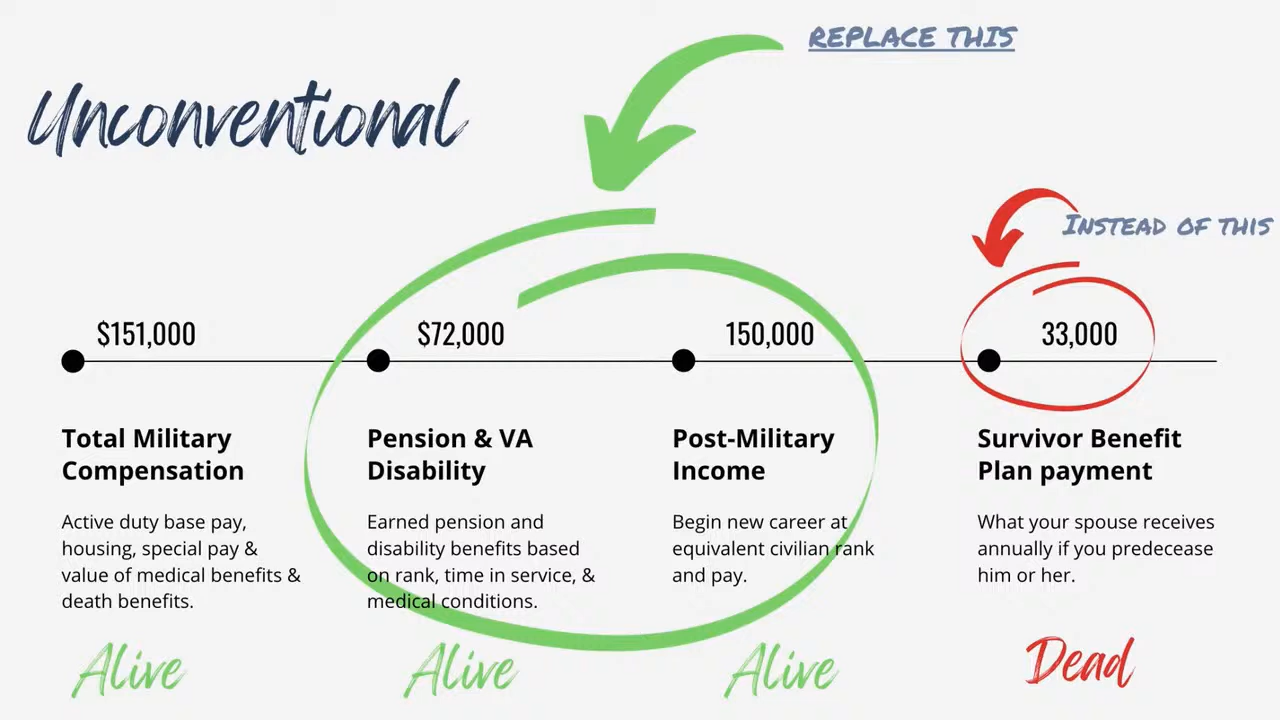 REPLACE THIS
Unconventional
INSTEAD OF THIS
$151,000
$72,000
150,000
33,000
Total Military
Compensation
Active duty base pay,
housing, special pay &
value of medical benefits &
death benefits.
Pension & VA
Disability
Earned pension and
disability benefits based
on rank, time in service, &
medical conditions.
Post-Military
Income
Begin new career at
equivalent civilian rank
and pay.
Survivor Benefit
Plan payment
What your spouse receives
annually if you predecease
him or her.
Alive
Alive
Alive
Dead